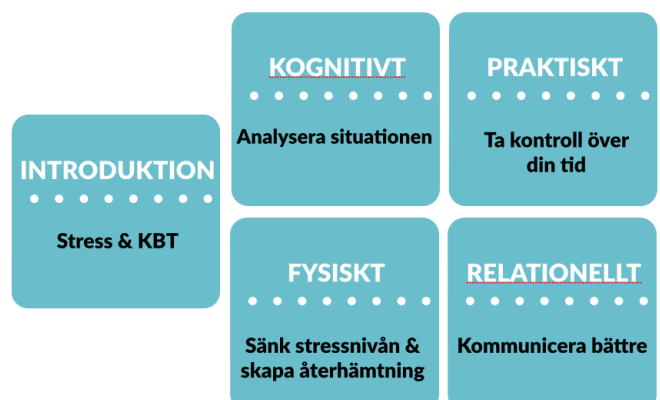 INTRODUKTION
Stress & KBT
KOGNITIVT
Analysera situationen
PRAKTISKT
Ta kontroll över
din tid
FYSISKT
Sänk stressnivån &
skapa återhämtning
RELATIONELLT
Kommunicera bättre